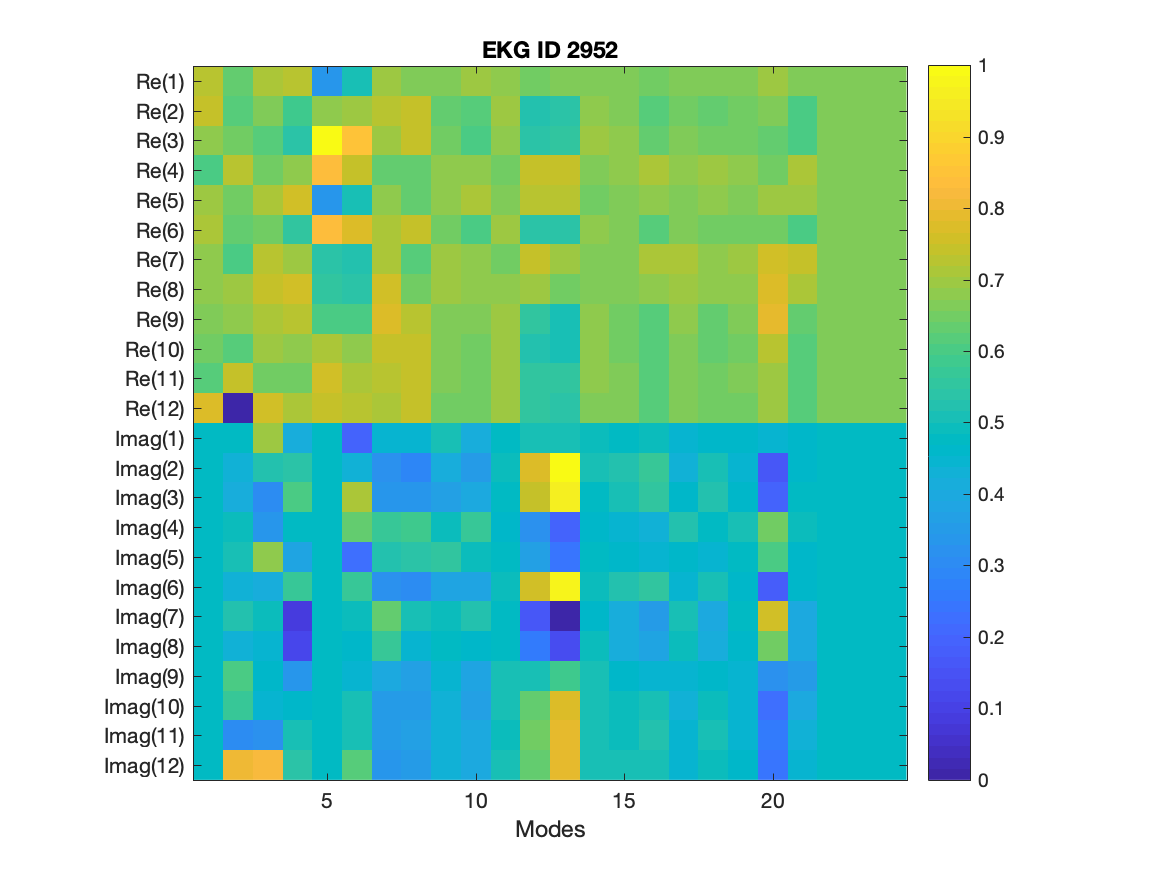 EKG ID 2952
Re(1)
Re(2)
Re(3)
Re(4)
Re(5)
Re(6)
Re(7)
Re(8)
Re(9)
Re(10)
Re(11)
Re(12)
Imag(1)
Imag(2)
Imag(3)
Imag(4)
Imag(5)
Imag(6)
Imag(7)
Imag(8)
Imag(9)
Imag(10)
Imag(11)
Imag(12)
5 10 15 20
Modes
1
0.9
0.8
0.7
0.6
0.5
0.4
0.3
0.2
0.1
0